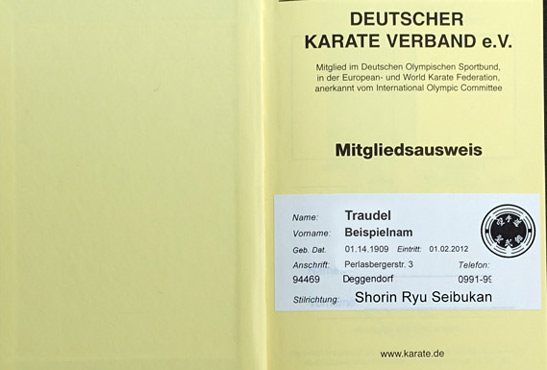 DEUTSCHER
KARATE VERBAND e.V.
Mitglied im Deutschen Olympischen Sportbund,
in der European- und World Karate Federation,
anerkannt vom International Olympic Committee
Mitgliedsausweis
Name: Traudel
Vorname: Beispielnam
Geb. Dat. 01.14.1909 Eintritt: 01.02.2012
Anschrift: Perlasbergerstr. 3 Telefon:
94469 Deggendorf 0991-99
Stilrichtung: Shorin Ryu Seibukan
www.karate.de